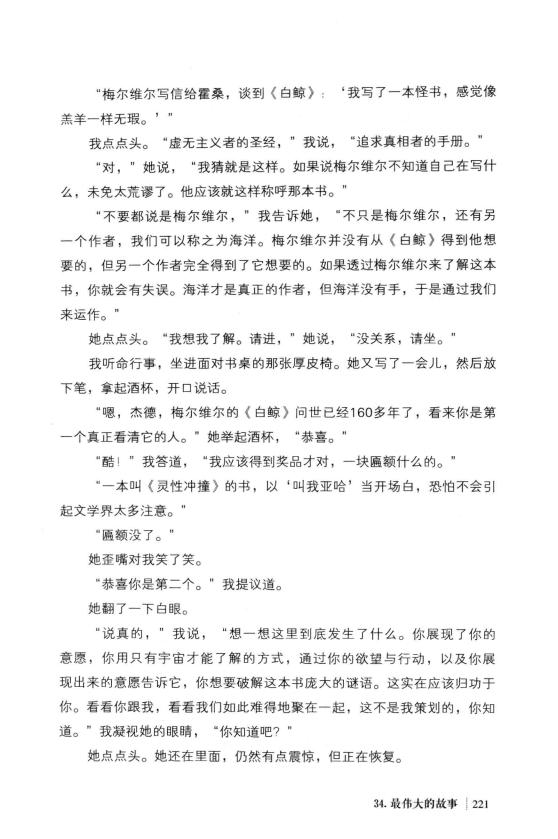 “梅尔维尔写信给霍桑，谈到《白鲸》：‘我写了一本怪书，感觉像
羔羊一样无瑕。’”
我点点头。“虚无主义者的圣经，”我说，“追求真相者的手册。”
“对，”她说，“我猜就是这样。如果说梅尔维尔不知道自己在写什
么，未免太荒谬了。他应该就这样称呼那本书。”
“不要都说是梅尔维尔，”我告诉她，“不只是梅尔维尔，还有另
一个作者，我们可以称之为海洋。梅尔维尔并没有从《白鲸》得到他想
要的，但另一个作者完全得到了它想要的。如果透过梅尔维尔来了解这本
书，你就会有失误。海洋才是真正的作者，但海洋没有手，于是通过我们
来运作。”
她点点头。“我想我了解。请进，”她说，“没关系，请坐。”
我听命行事，坐进面对书桌的那张厚皮椅。她又写了一会儿，然后放
下笔，拿起酒杯，开口说话。
“嗯，杰德，梅尔维尔的《白鲸》问世已经160多年了，看来你是第
一个真正看清它的人。”她举起酒杯，“恭喜。”
“酷！”我答道，“我应该得到奖品才对，一块匾额什么的。”
“一本叫《灵性冲撞》的书，以‘叫我亚哈’当开场白，恐怕不会引
起文学界太多注意。”
“匾额没了。”
她歪嘴对我笑了笑。
“恭喜你是第二个。”我提议道。
她翻了一下白眼。
“说真的，”我说，“想一想这里到底发生了什么。你展现了你的
意愿，你用只有宇宙才能了解的方式，通过你的欲望与行动，以及你展
现出来的意愿告诉它，你想要破解这本书庞大的谜语。这实在应该归功于
你。看看你跟我，看看我们如此难得地聚在一起，这不是我策划的，你知
道。”我凝视她的眼睛，“你知道吧？”
她点点头。她还在里面，仍然有点震惊，但正在恢复。
34. 最伟大的故事 221